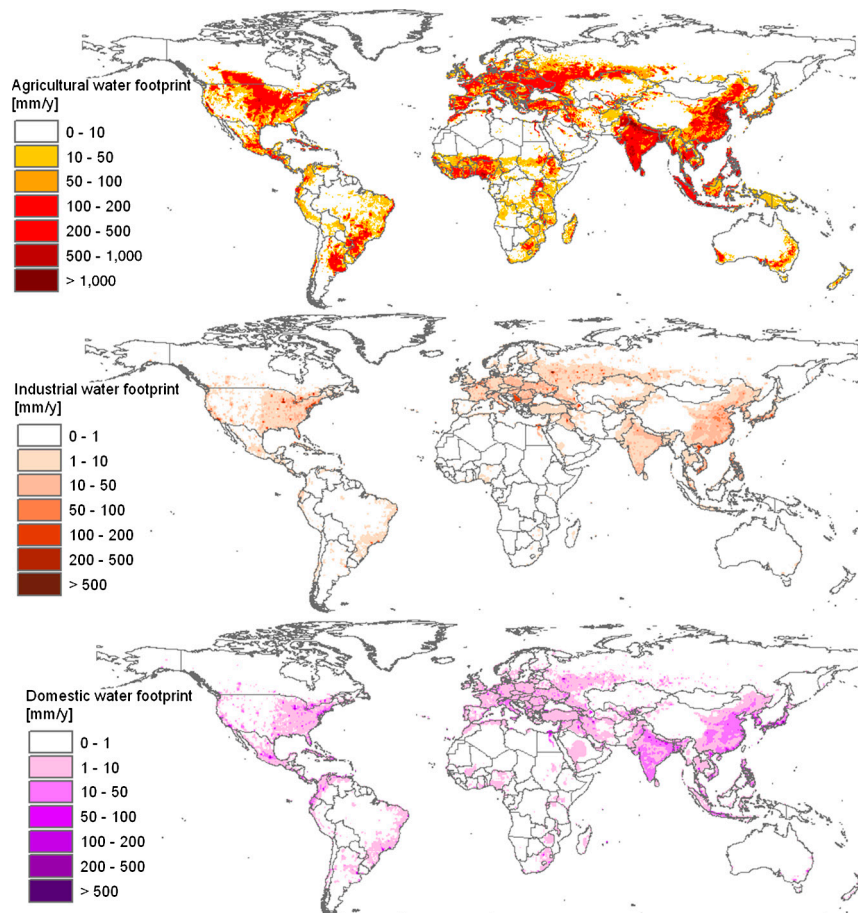 Agricultural water footprint
[mm/y]
0 - 10
10 - 50
50 - 100
100 - 200
200 - 500
500 - 1,000
> 1,000
Industrial water footprint
[mm/y]
0 - 1
1 - 10
10 - 50
50 - 100
100 - 200
200 - 500
> 500
Domestic water footprint
[mm/y]
0 - 1
1 - 10
10 - 50
50 - 100
100 - 200
200 - 500
> 500